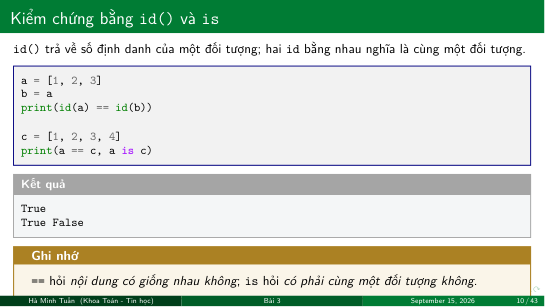 Kiểm chứng bằng id() và is
id() trả về số định danh của một đối tượng; hai id bằng nhau nghĩa là cùng một đối tượng.
a = [1, 2, 3]
b = a
print(id(a) == id(b))
c = [1, 2, 3, 4]
print(a == c, a is c)
Kết quả
True
True False
Ghi nhớ
== hỏi nội dung có giống nhau không; is hỏi có phải cùng một đối tượng không.
Hà Minh Tuấn (Khoa Toán - Tin học) Bài 3 September 15, 2026 10 / 43